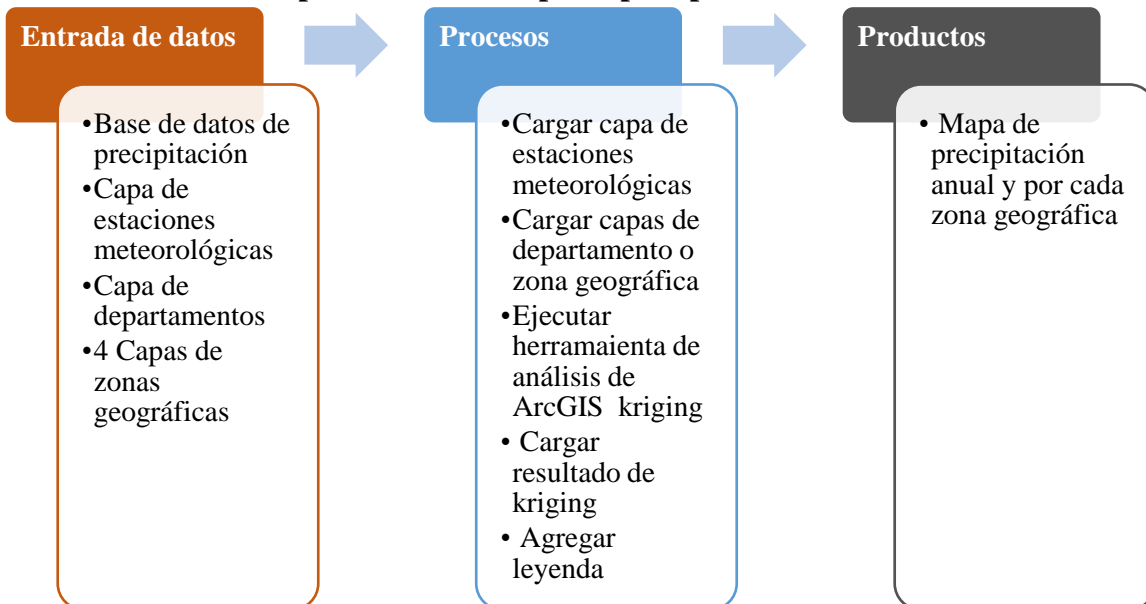 Entrada de datos
•Base de datos de
precipitación
•Capa de
estaciones
meteorológicas
•Capa de
departamentos
•4 Capas de
zonas
geográficas
Procesos
•Cargar capa de
estaciones
meteorológicas
•Cargar capas de
departamento o
zona geográfica
•Ejecutar
herramaienta de
análisis de
ArcGIS kriging
• Cargar
resultado de
kriging
• Agregar
leyenda
Productos
• Mapa de
precipitación
anual y por cada
zona geográfica